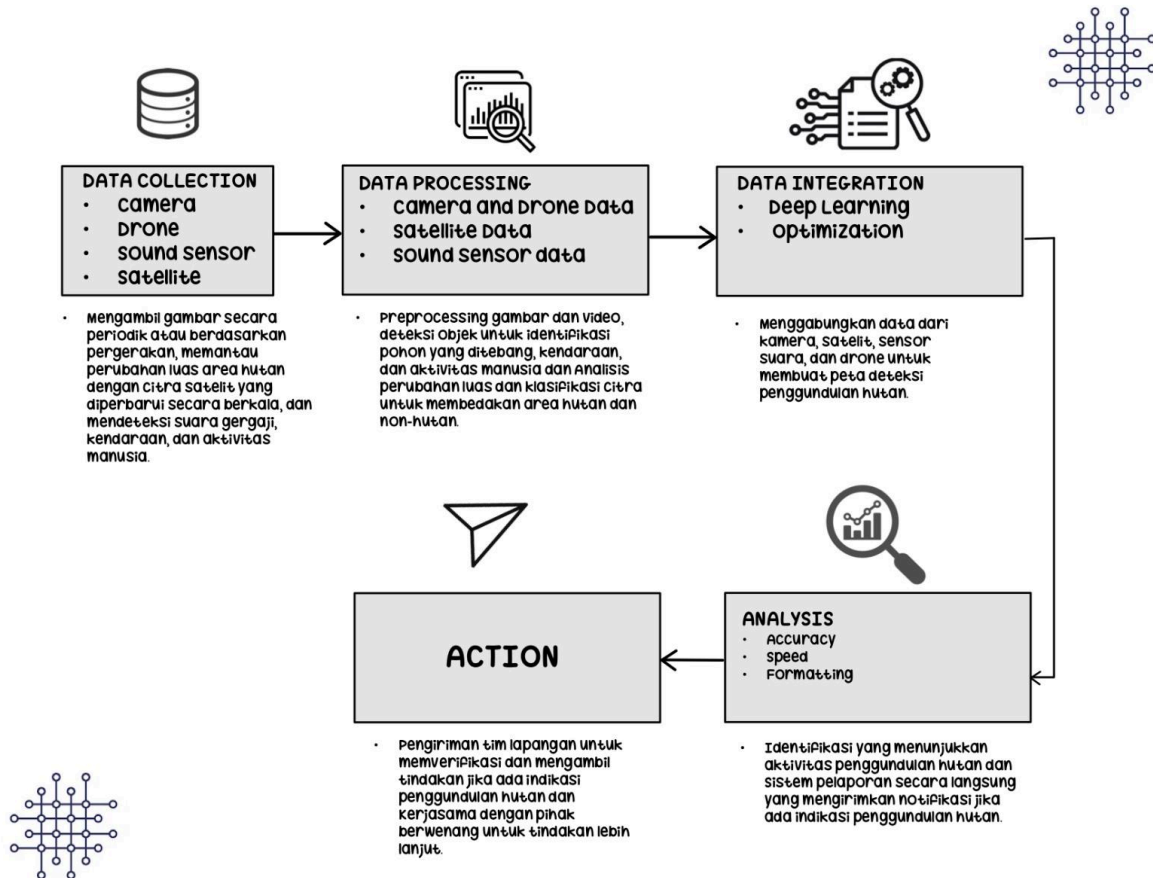 DATA COLLECTION
• Camera
• Drone
• Sound Sensor
• Satellite
• Mengambil gambar secara
periodik atau berdasarkan
pergerakan, memantau
perubahan luas area hutan
dengan citra satelit yang
diperbarui secara berkala, dan
mendeteksi suara gergaji,
kendaraan, dan aktivitas
manusia.
DATA PROCESSING
• Camera and Drone Data
• Satellite Data
• Sound Sensor data
• Preprocessing gambar dan video,
deteksi objek untuk identifikasi
pohon yang ditebang, kendaraan,
dan aktivitas manusia dan Analisis
perubahan luas dan klasifikasi citra
untuk membedakan area hutan dan
non-hutan.
DATA INTEGRATION
• Deep Learning
• Optimization
• Menggabungkan data dari
kamera, satelit, sensor
suara, dan drone untuk
membuat peta deteksi
penggundulan hutan.
ANALYSIS
• Accuracy
• Speed
• Formatting
• Identifikasi yang menunjukkan
aktivitas penggundulan hutan dan
sistem pelaporan secara langsung
yang mengirimkan notifikasi jika
ada indikasi penggundulan hutan.
ACTION
• Pengiriman tim lapangan untuk
memverifikasi dan mengambil
tindakan jika ada indikasi
penggundulan hutan dan
kerjasama dengan pihak
berwenang untuk tindakan lebih
lanjut.